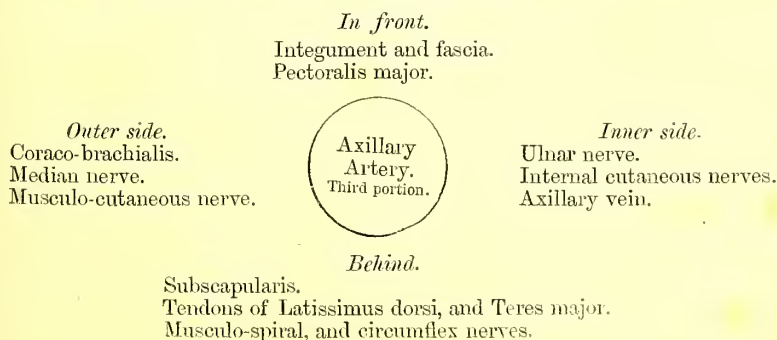 In front.
Integument and fascia.
Pectoralis major.
Outer side.
Coraco-brachialis.
Median nerve.
Musculo-cutaneous nerve.
Axillary
Artery.
Third portion.
Inner side.
Ulnar nerve.
Internal cutaneous nerves.
Axillary vein.
Behind.
Subscapularis.
Tendons of Latissimus dorsi, and Teres major.
Musculo-spiral, and circumflex nerves.